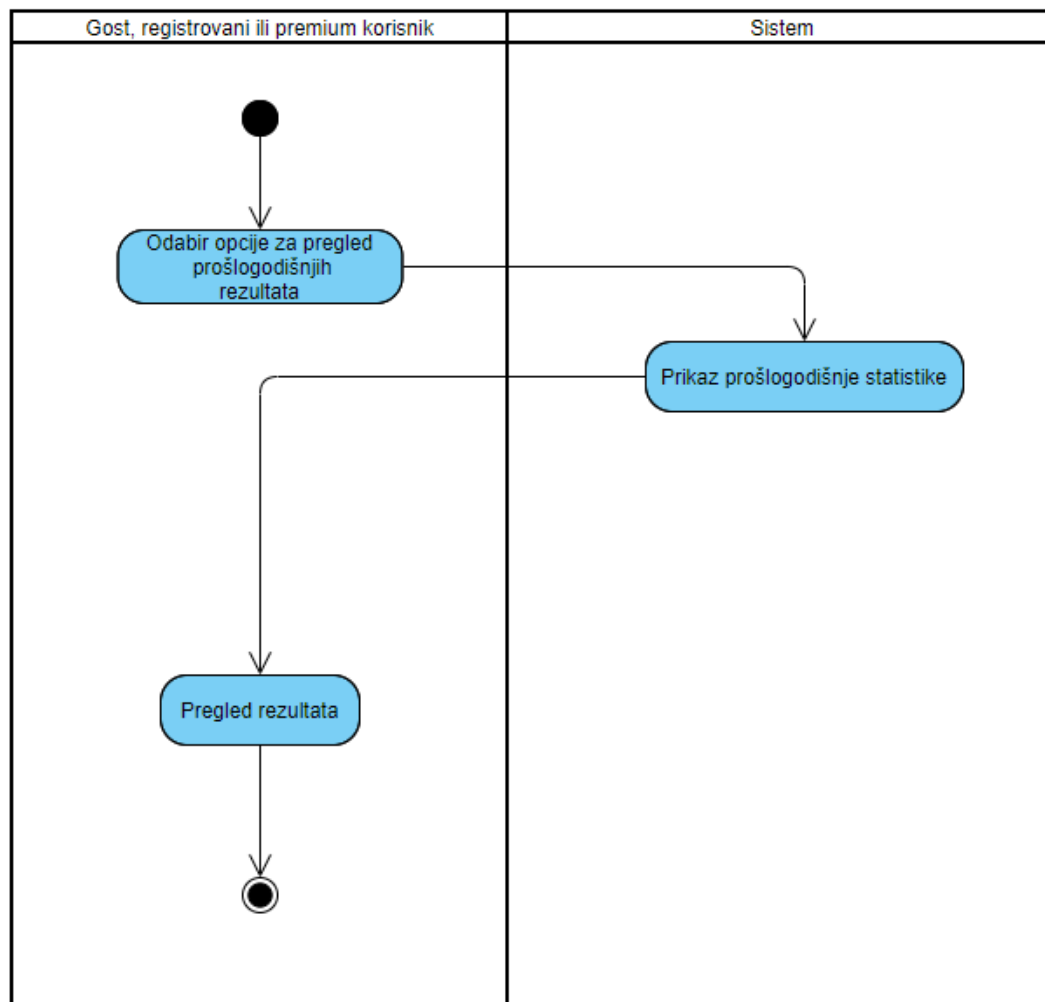 Gost, registrovani ili premium korisnik
Sistem
Odabir opcije za pregled
prošlogodišnjih
rezultata
Prikaz prošlogodišnje statistike
Pregled rezultata